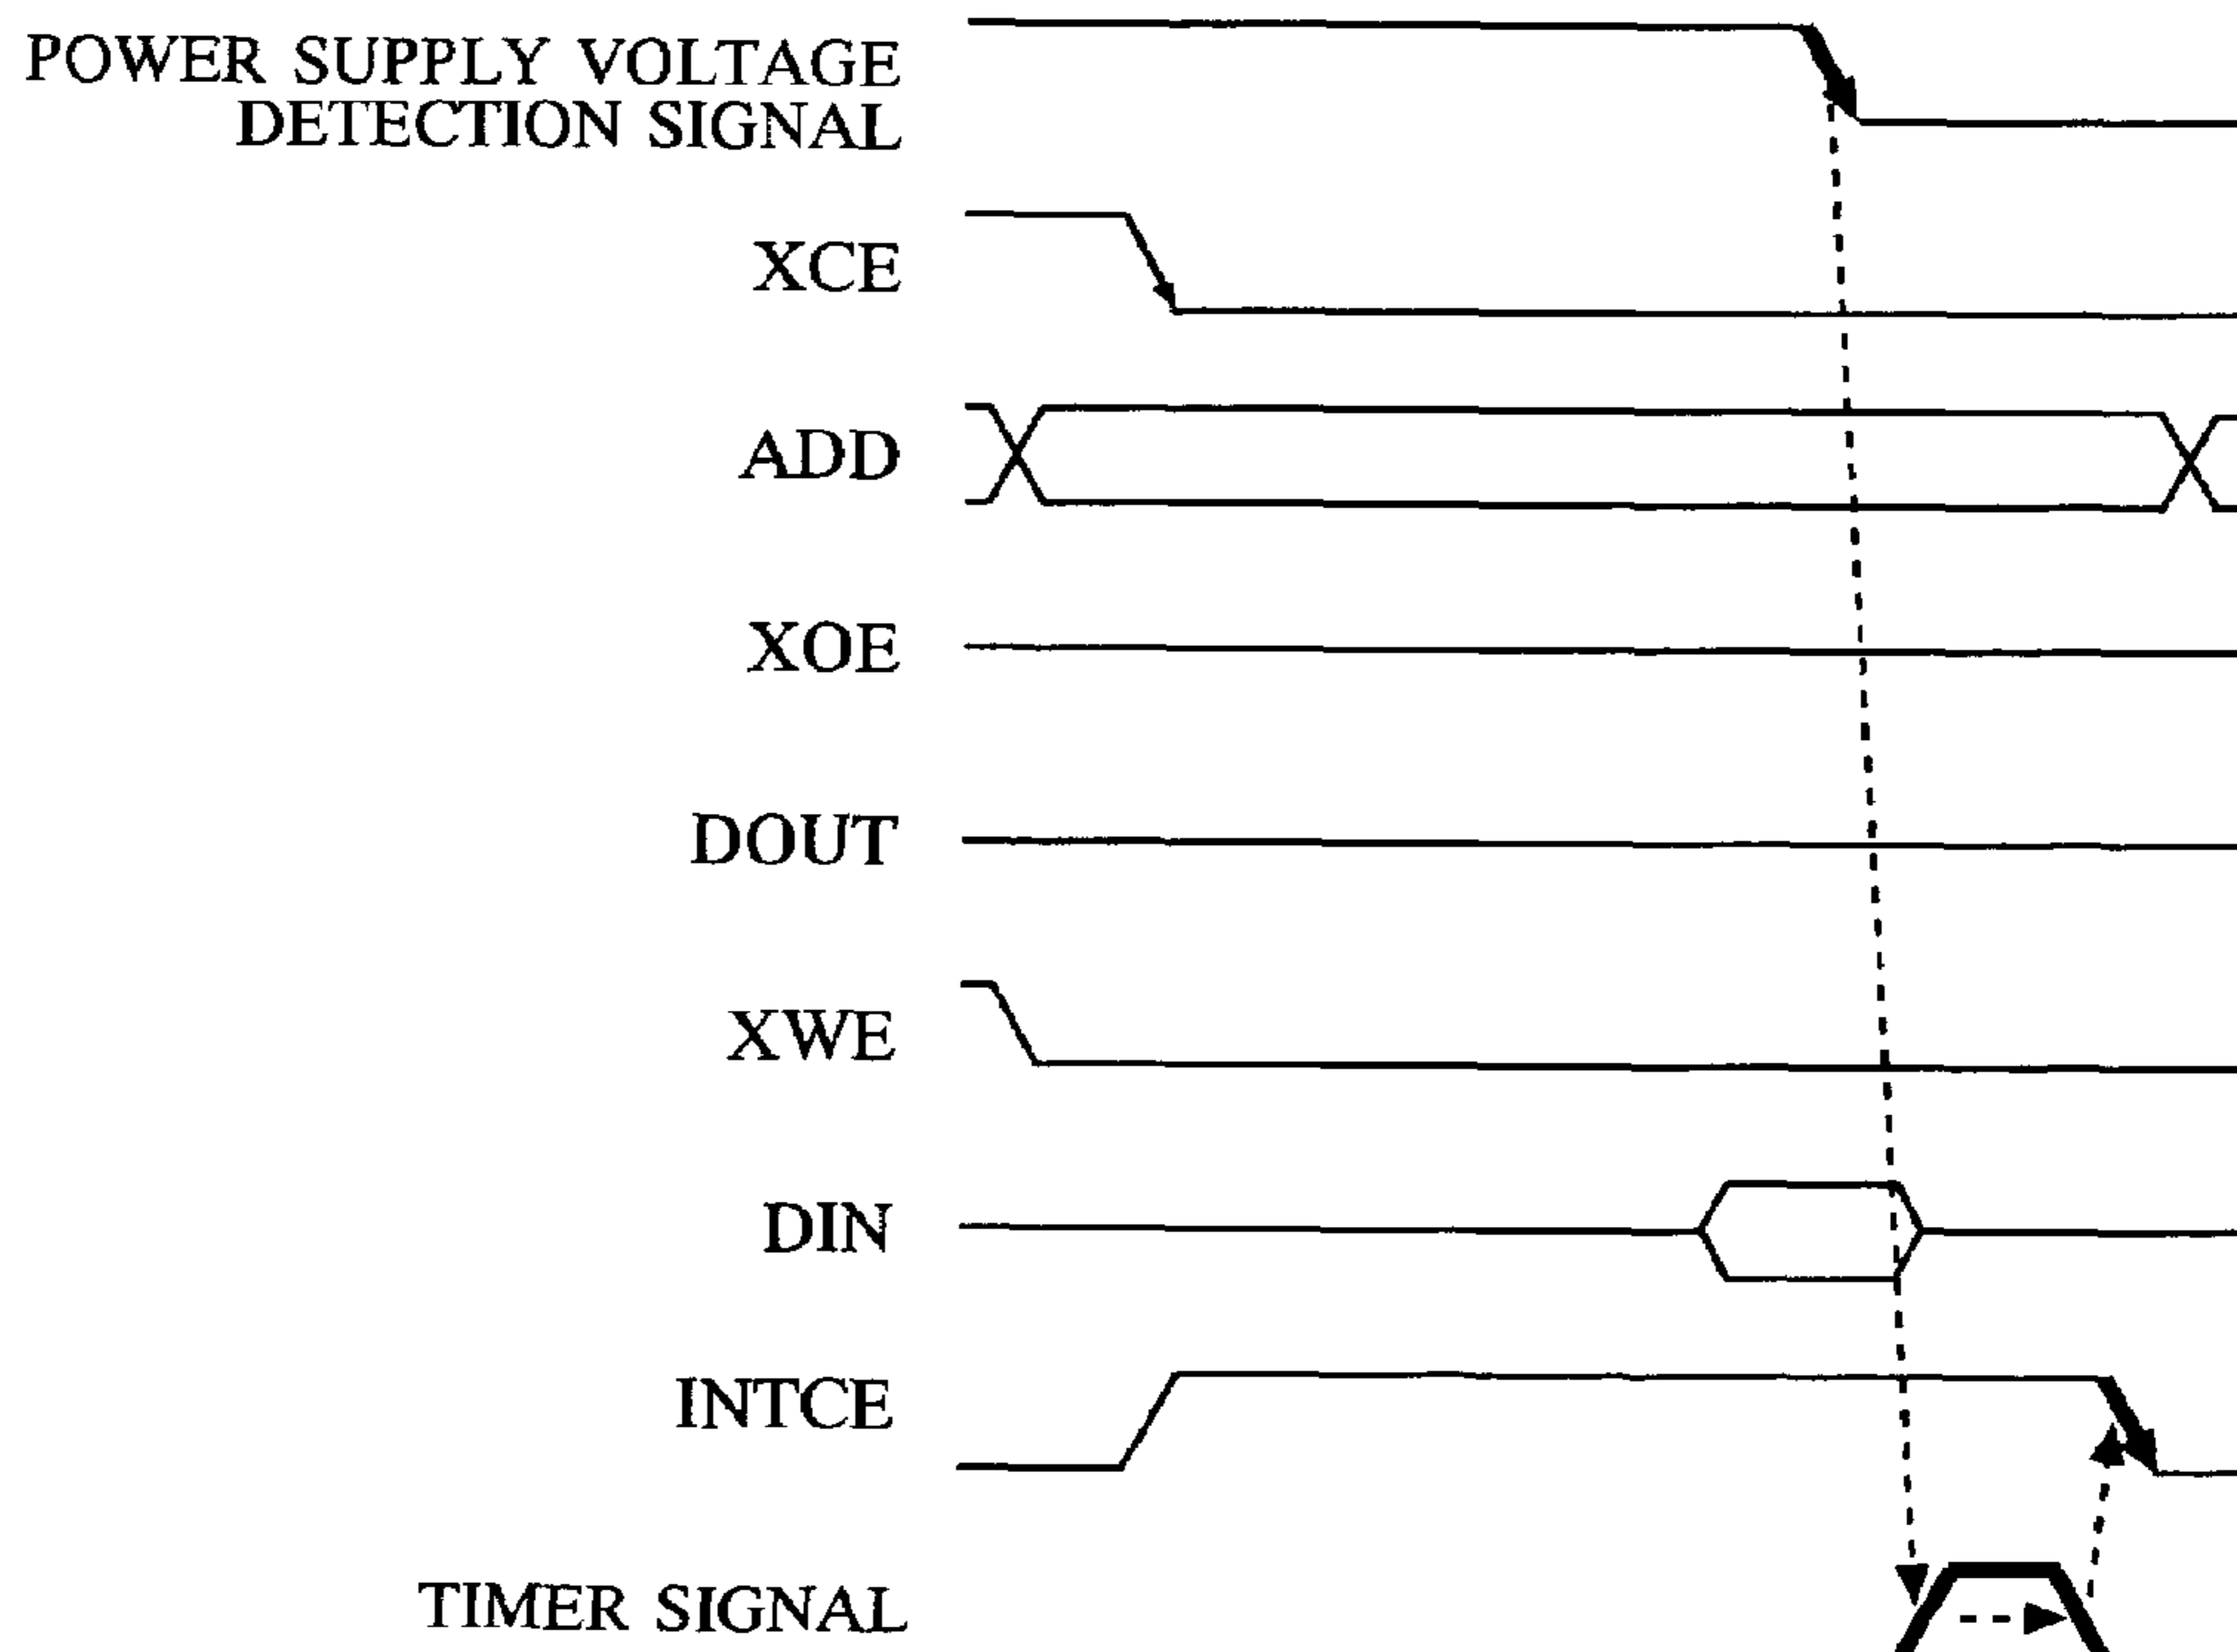 POWER SUPPLY VOLTAGE
DETECTION SIGNAL
XCE
ADD
XOE
DOUT
XWE
DIN
INTCE
TIMER SIGNAL